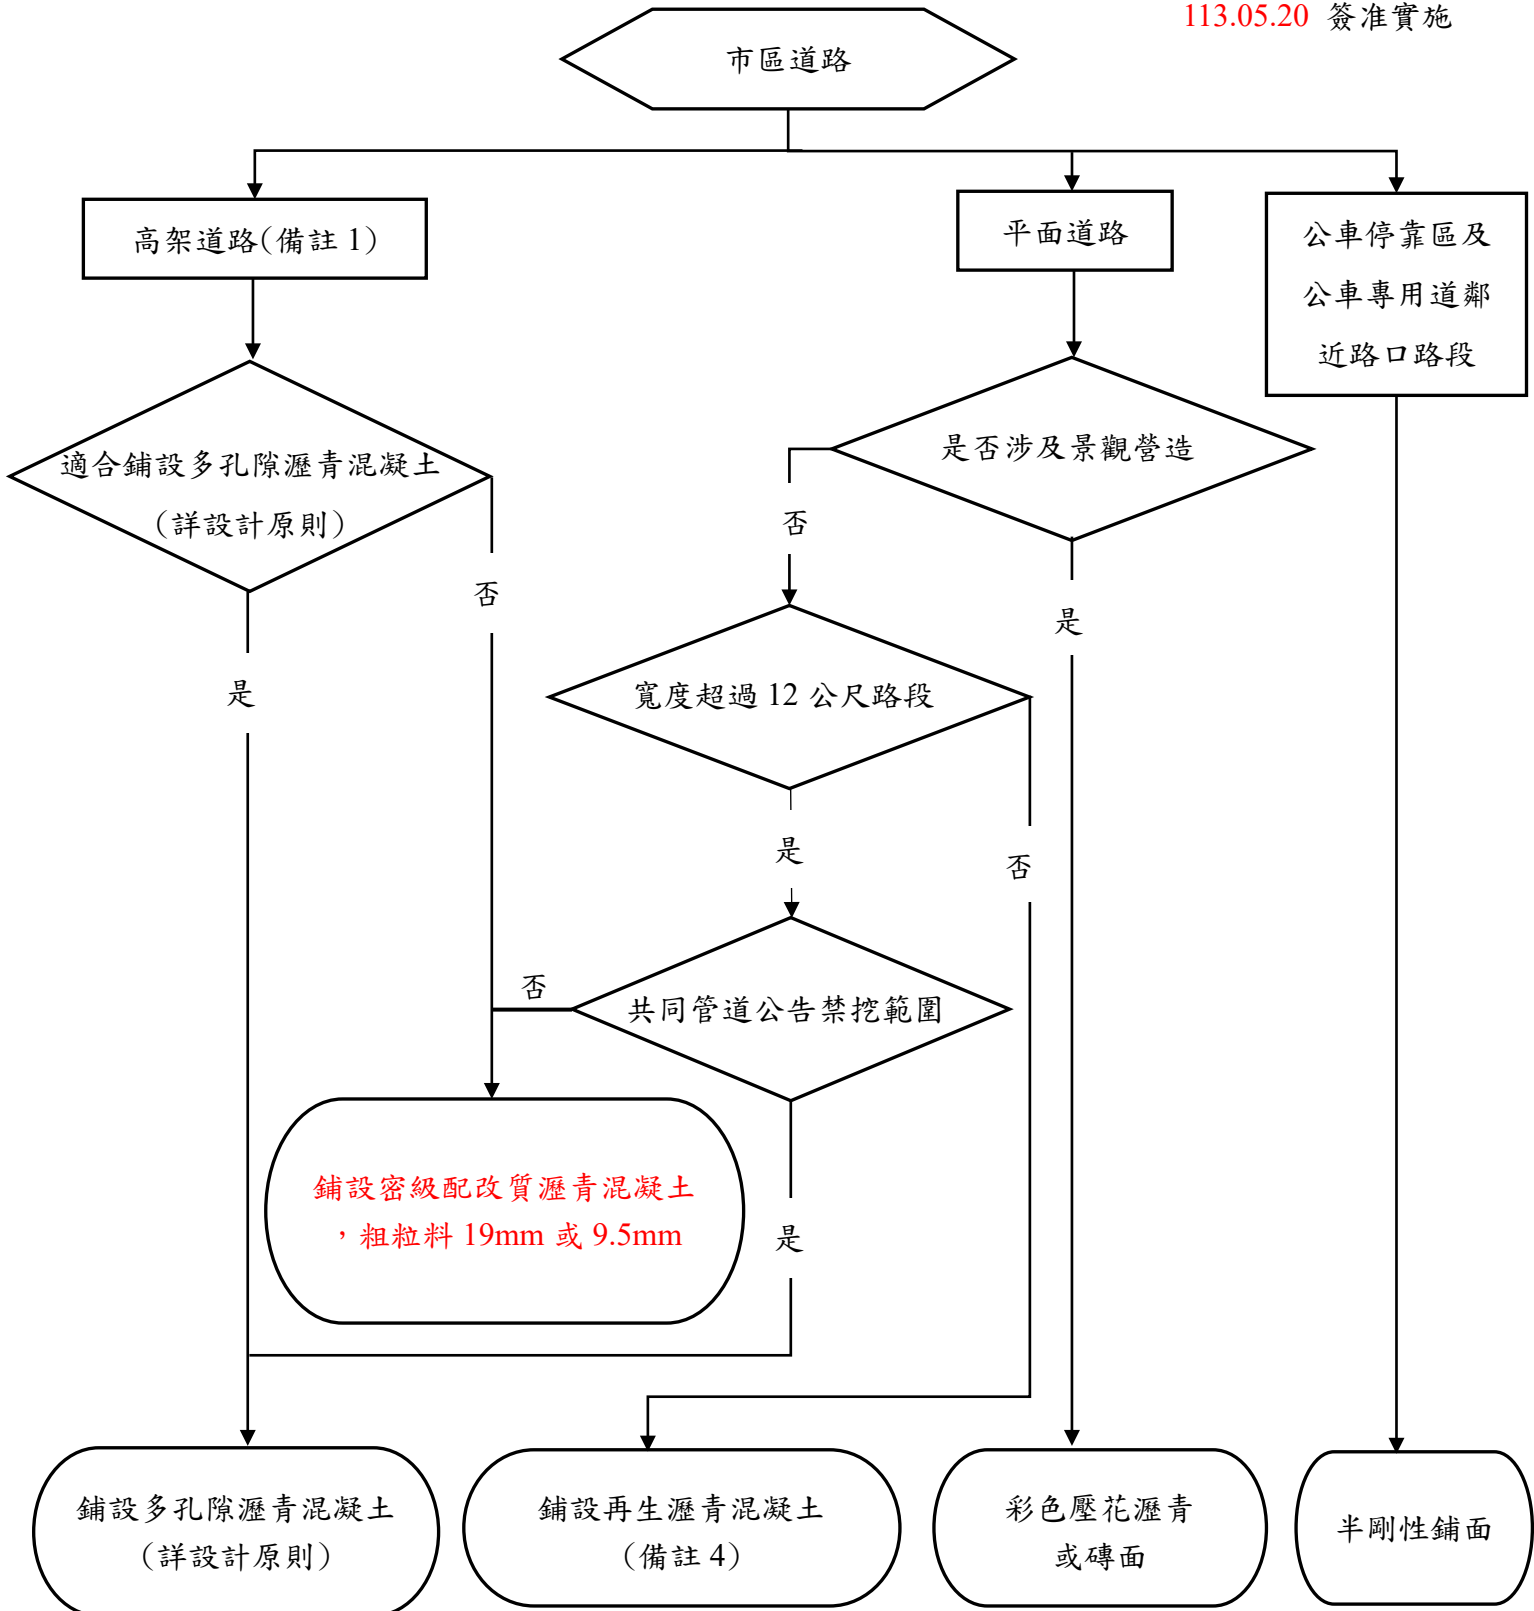 113.05.20 簽准實施
市區道路
高架道路(備註 1)
平面道路
公車停靠區及
公車專用道鄰
近路口路段
適合鋪設多孔隙瀝青混凝土
(詳設計原則)
是否涉及景觀營造
否
否
是
是
寬度超過 12 公尺路段
是
否
共同管道公告禁挖範圍
否
鋪設密級配改質瀝青混凝土
，粗粒料 19mm 或 9.5mm
是
鋪設多孔隙瀝青混凝土
(詳設計原則)
鋪設再生瀝青混凝土
(備註 4)
彩色壓花瀝青
或磚面
半剛性鋪面